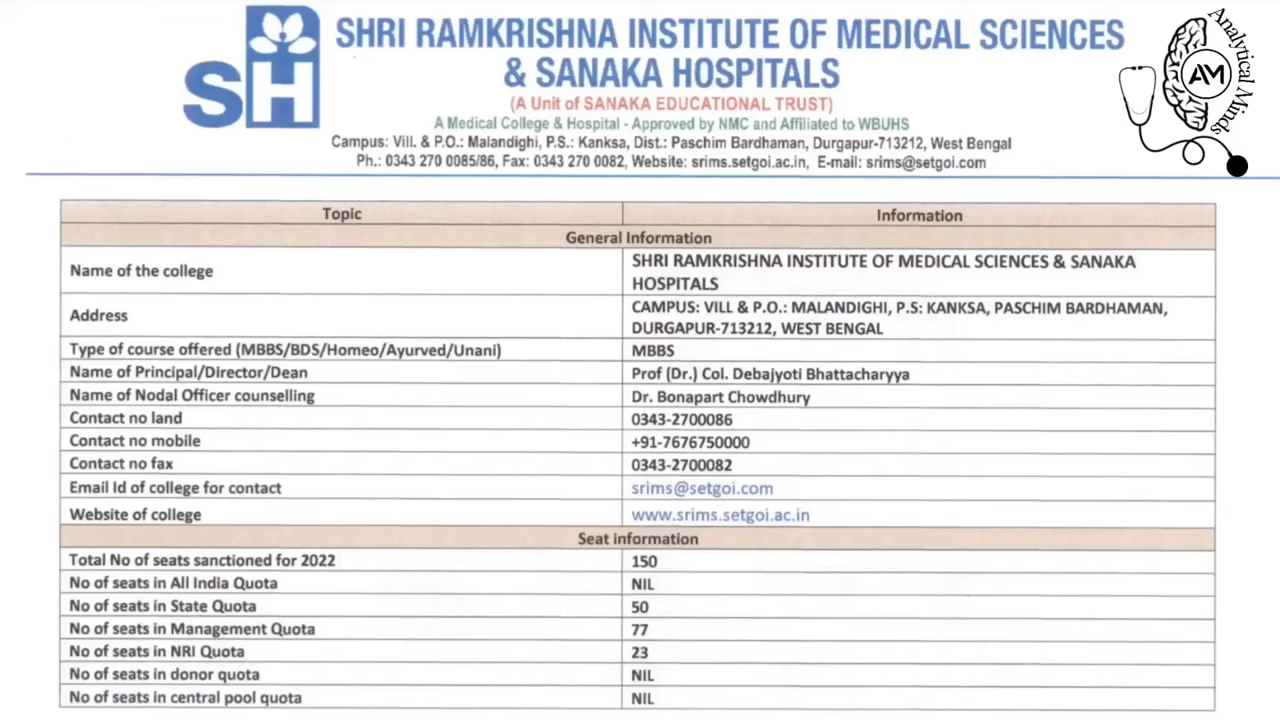 SH
SHRI RAMKRISHNA INSTITUTE OF MEDICAL SCIENCES
& SANAKA HOSPITALS
(A Unit of SANAKA EDUCATIONAL TRUST)
A Medical College & Hospital - Approved by NMC and Affiliated to WBUHS
Campus: Vill. & P.O.: Malandighi, P.S.: Kanksa, Dist.: Paschim Bardhaman, Durgapur-713212, West Bengal
Ph.: 0343 270 0085/86, Fax: 0343 270 0082, Website: srims.setgoi.ac.in, E-mail: srims@setgoi.com
AM
Analytical Minds
Topic Information
General Information
Name of the college SHRI RAMKRISHNA INSTITUTE OF MEDICAL SCIENCES & SANAKA
HOSPITALS
Address CAMPUS: VILL & P.O.: MALANDIGHI, P.S: KANKSA, PASCHIM BARDHAMAN,
DURGAPUR-713212, WEST BENGAL
Type of course offered (MBBS/BDS/Homeo/Ayurved/Unani) MBBS
Name of Principal/Director/Dean Prof (Dr.) Col. Debajyoti Bhattacharyya
Name of Nodal Officer counselling Dr. Bonapart Chowdhury
Contact no land 0343-2700086
Contact no mobile +91-7676750000
Contact no fax 0343-2700082
Email Id of college for contact srims@setgoi.com
Website of college www.srims.setgoi.ac.in
Seat information
Total No of seats sanctioned for 2022 150
No of seats in All India Quota NIL
No of seats in State Quota 50
No of seats in Management Quota 77
No of seats in NRI Quota 23
No of seats in donor quota NIL
No of seats in central pool quota NIL